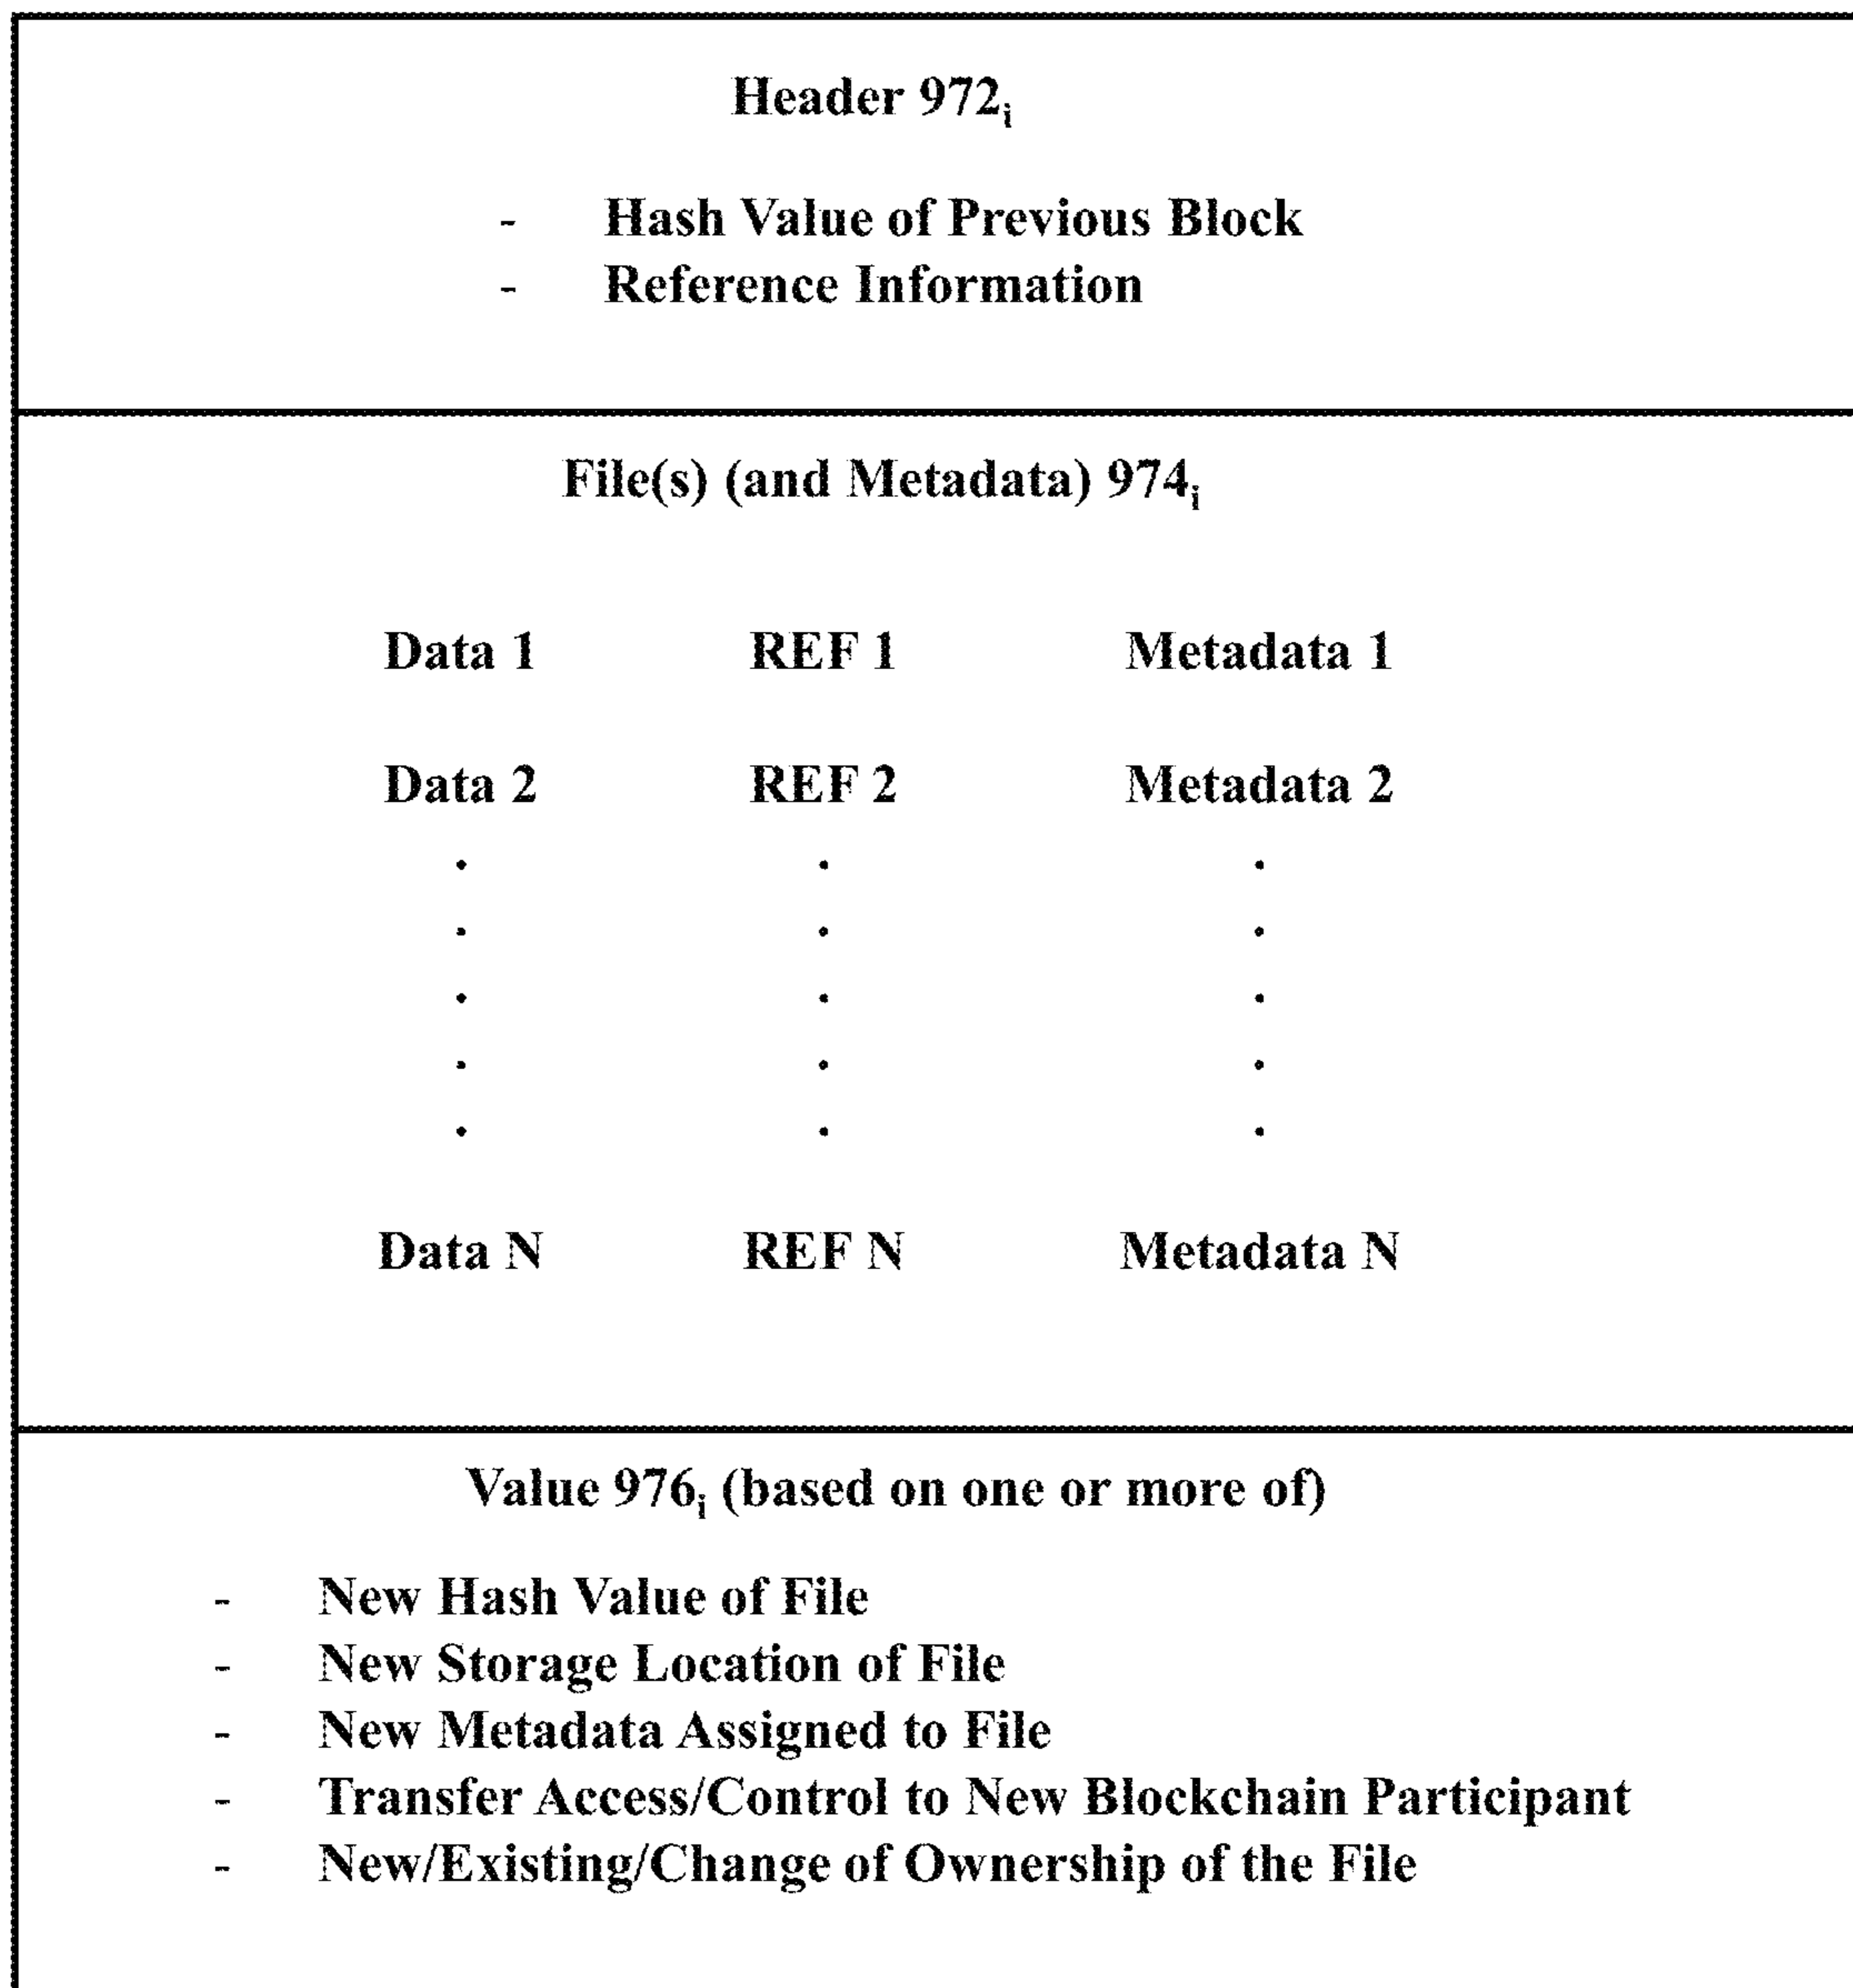 Header 972i
- Hash Value of Previous Block
- Reference Information
File(s) (and Metadata) 974i
Data 1 REF 1 Metadata 1
Data 2 REF 2 Metadata 2
. . .
. . .
. . .
. . .
. . .
Data N REF N Metadata N
Value 976i (based on one or more of)
- New Hash Value of File
- New Storage Location of File
- New Metadata Assigned to File
- Transfer Access/Control to New Blockchain Participant
- New/Existing/Change of Ownership of the File